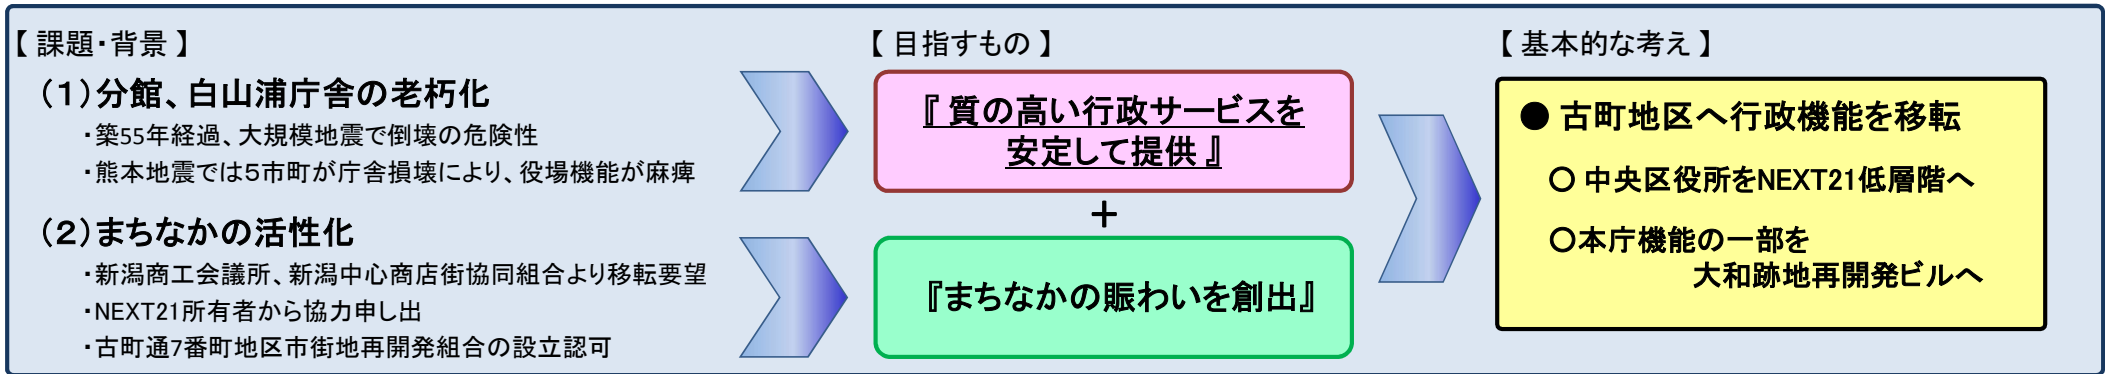 【 課題・背景 】
（１）分館、白山浦庁舎の老朽化
・築55年経過、大規模地震で倒壊の危険性
・熊本地震では５市町が庁舎損壊により、役場機能が麻痺
（２）まちなかの活性化
・新潟商工会議所、新潟中心商店街協同組合より移転要望
・NEXT21所有者から協力申し出
・古町通7番町地区市街地再開発組合の設立認可
【 目指すもの 】
『 質の高い行政サービスを
安定して提供 』
＋
『まちなかの賑わいを創出』
【 基本的な考え 】
● 古町地区へ行政機能を移転
○ 中央区役所をNEXT21低層階へ
○本庁機能の一部を
大和跡地再開発ビルへ